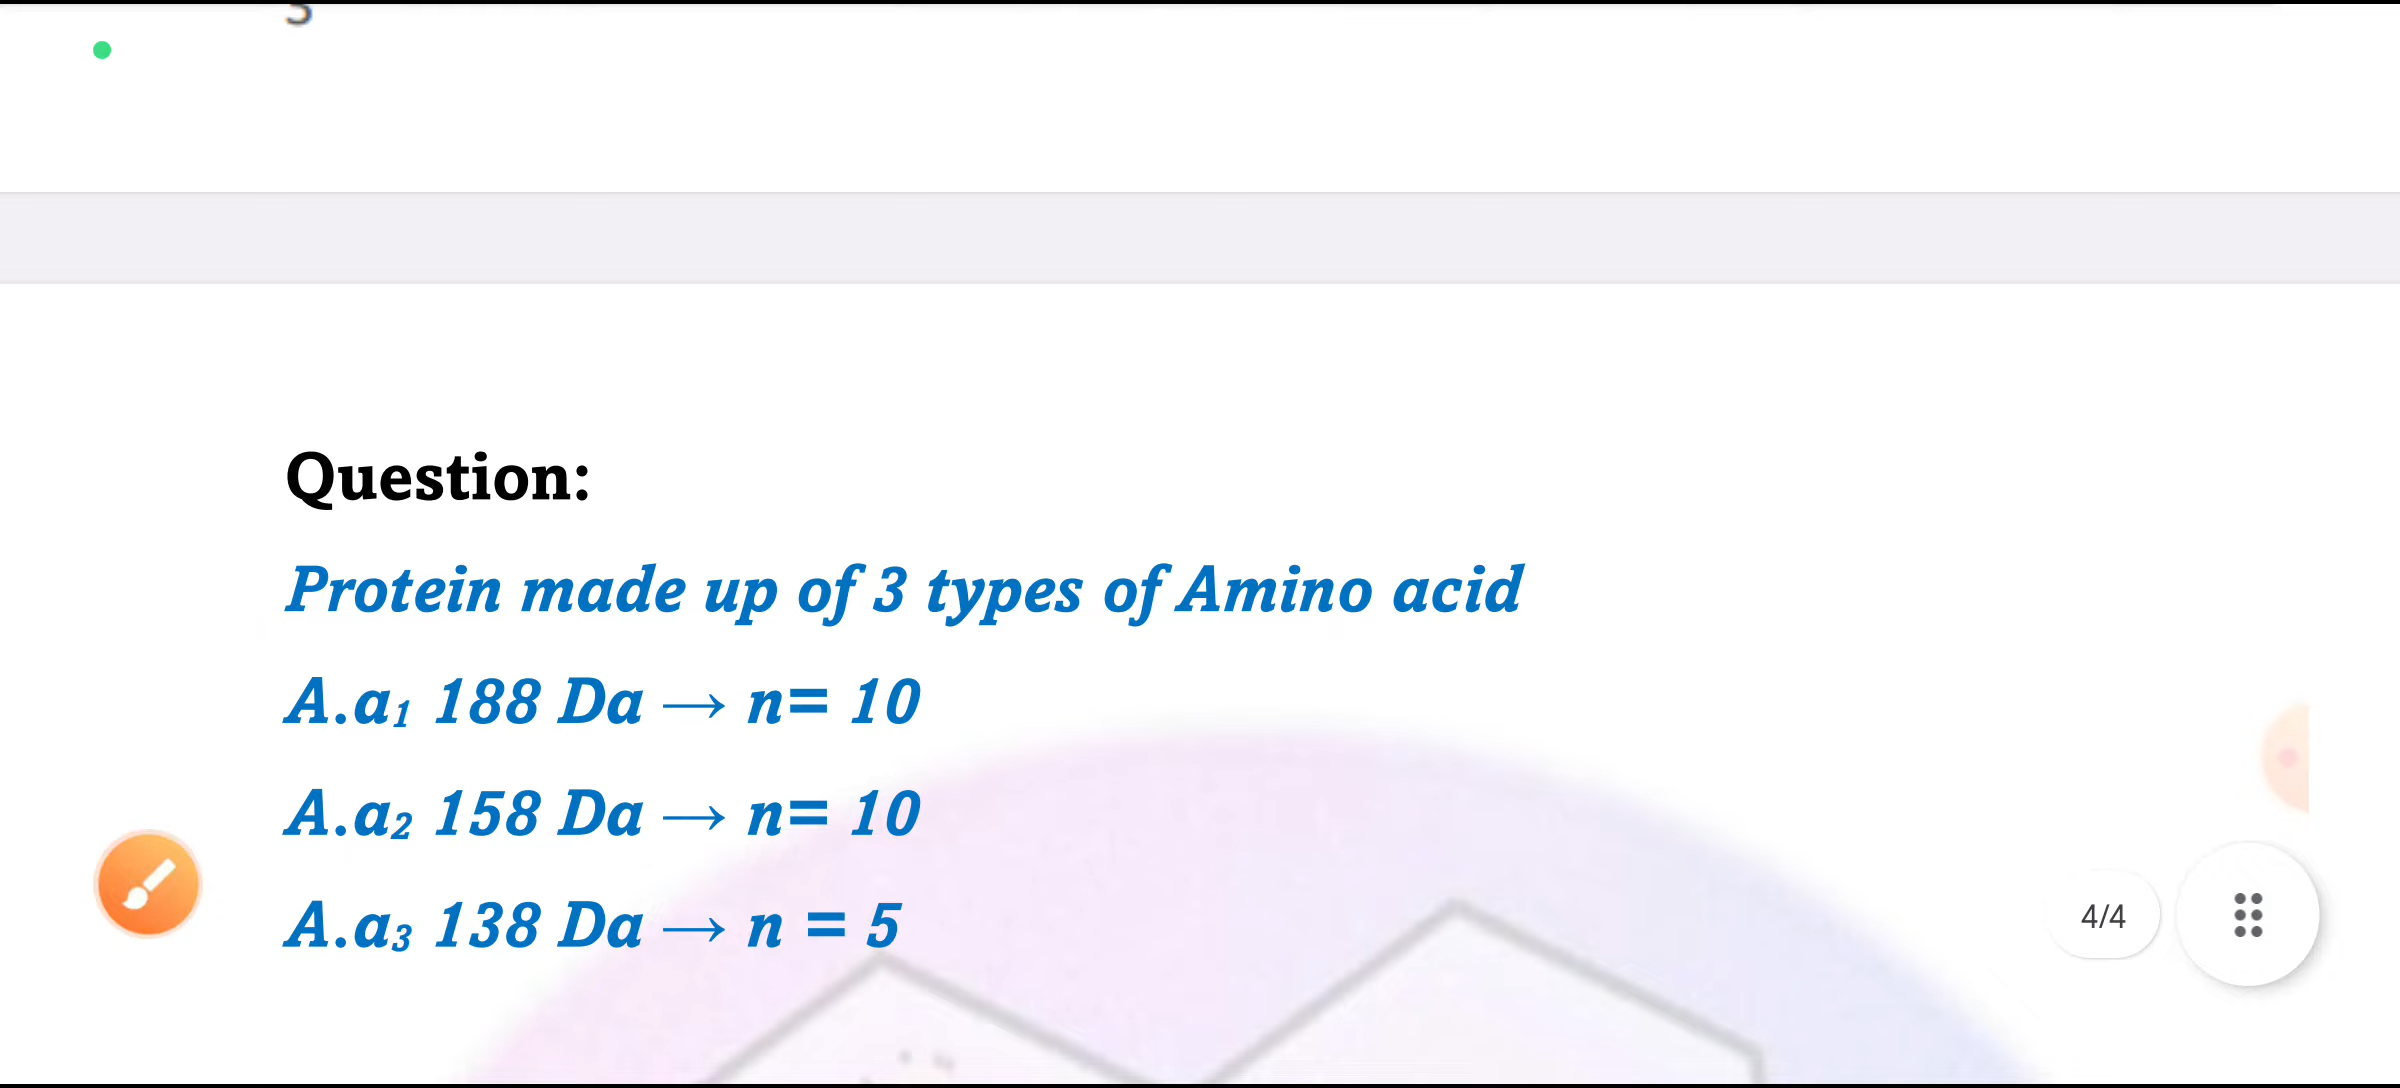 Question:
Protein made up of 3 types of Amino acid
A.a₁ 188 Da → n= 10
A.a₂ 158 Da → n= 10
A.a₃ 138 Da → n = 5
4/4